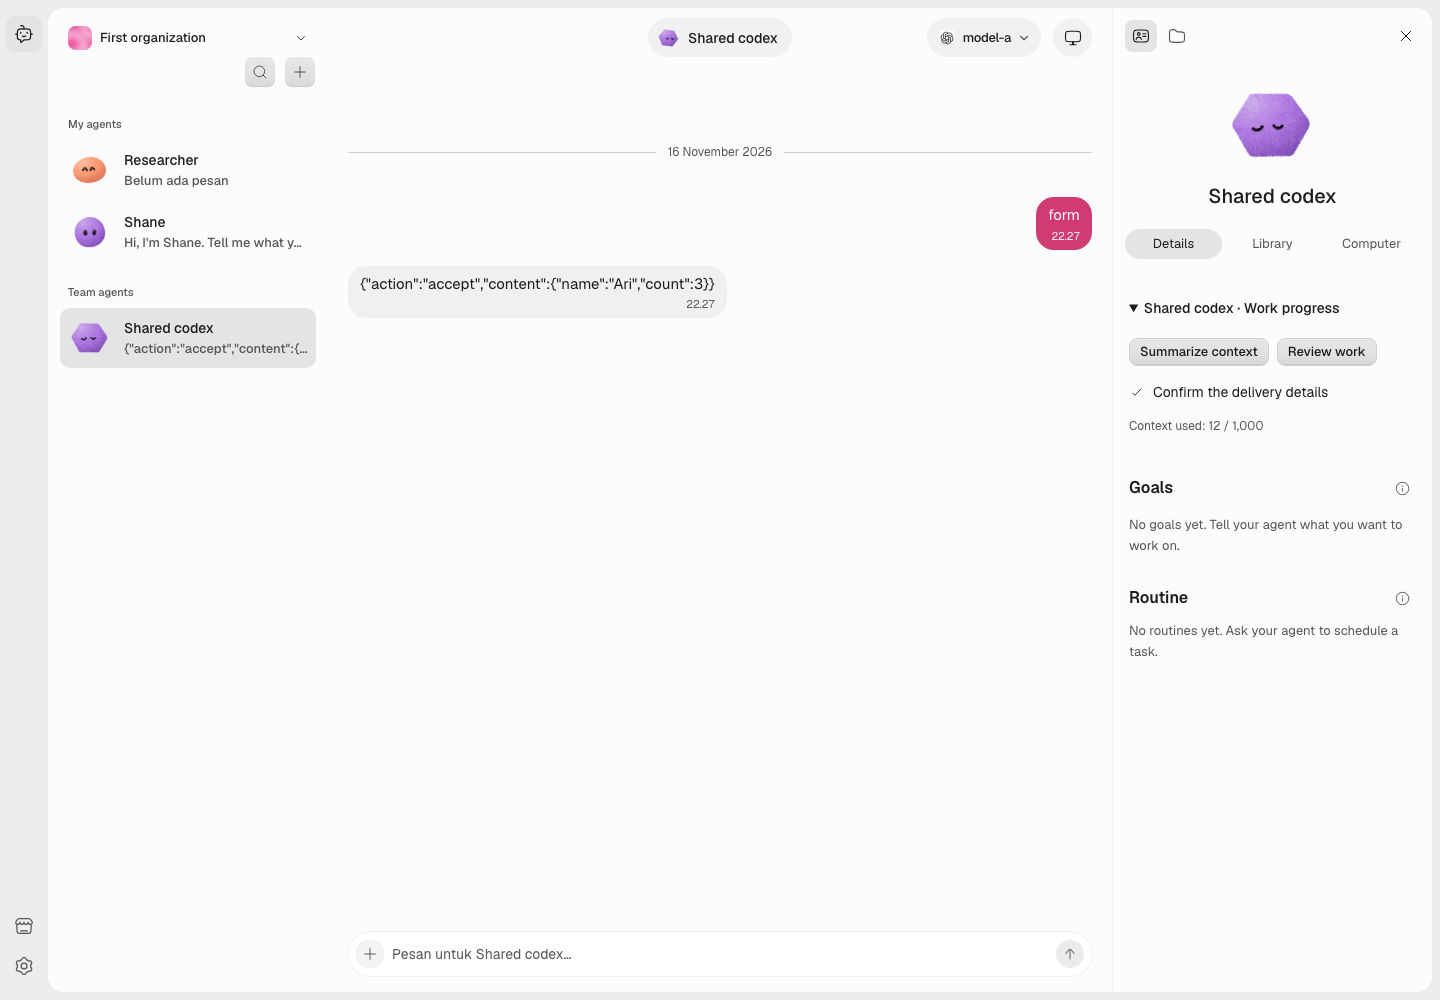 First organization
My agents
Researcher
Belum ada pesan
Shane
Hi, I'm Shane. Tell me what y...
Team agents
Shared codex
{"action":"accept","content":{...
Shared codex
model-a
16 November 2026
form
22.27
{"action":"accept","content":{"name":"Ari","count":3}}
22.27
Pesan untuk Shared codex...
Shared codex
Details
Library
Computer
Shared codex · Work progress
Summarize context
Review work
Confirm the delivery details
Context used: 12 / 1,000
Goals
No goals yet. Tell your agent what you want to
work on.
Routine
No routines yet. Ask your agent to schedule a
task.